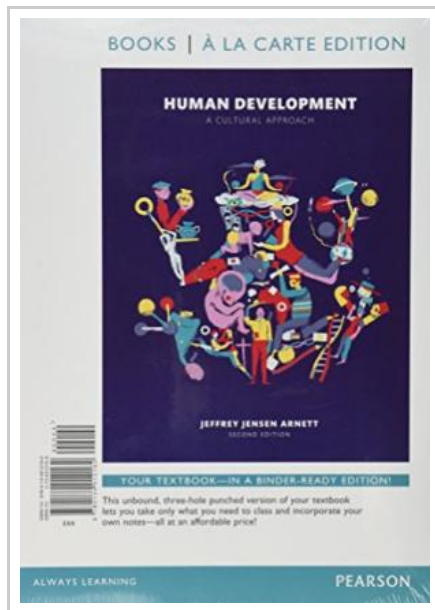 BOOKS | À LA CARTE EDITION
HUMAN DEVELOPMENT
A CULTURAL APPROACH
JEFFREY JENSEN ARNETT
SECOND EDITION
YOUR TEXTBOOK—IN A BINDER-READY EDITION!
This unbound, three-hole punched version of your textbook
lets you take only what you need to class and incorporate your
own notes—all at an affordable price!
ALWAYS LEARNING
PEARSON